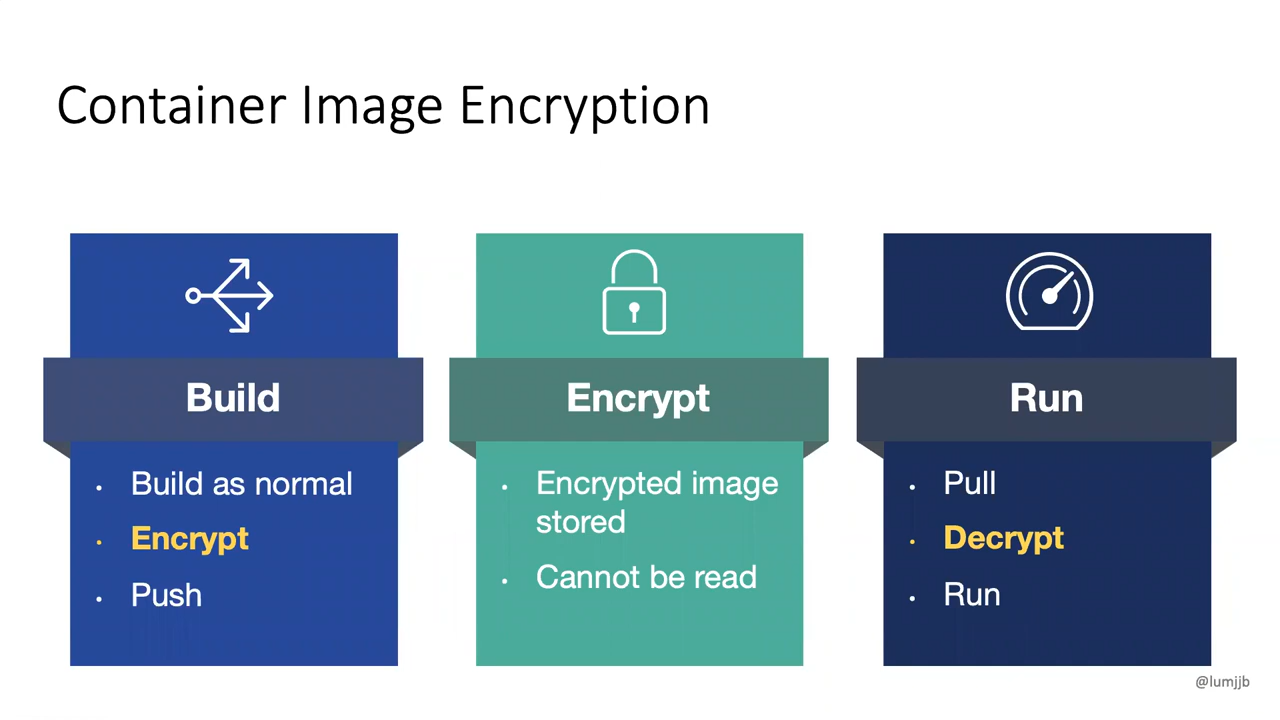 Container Image Encryption
Build
Build as normal
Encrypt
Push
Encrypt
Encrypted image
stored
Cannot be read
Run
Pull
Decrypt
Run
@lumjjb